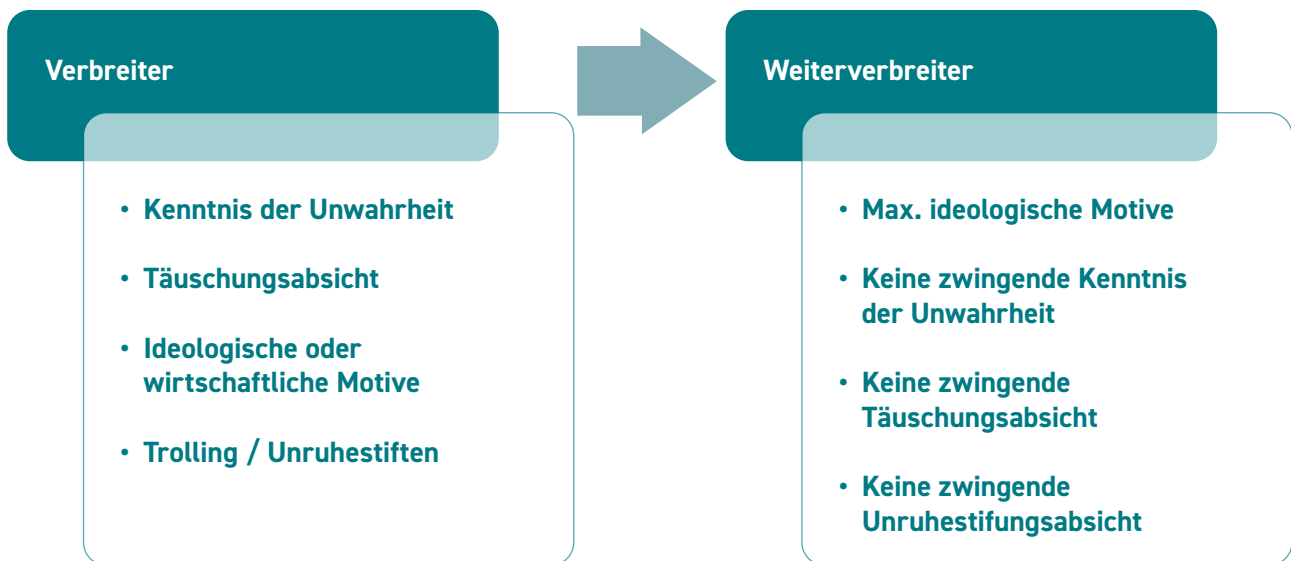 Verbreiter
• Kenntnis der Unwahrheit
• Täuschungsabsicht
• Ideologische oder
wirtschaftliche Motive
• Trolling / Unruhestiften
Weiterverbreiter
• Max. ideologische Motive
• Keine zwingende Kenntnis
der Unwahrheit
• Keine zwingende
Täuschungsabsicht
• Keine zwingende
Unruhestifungsabsicht